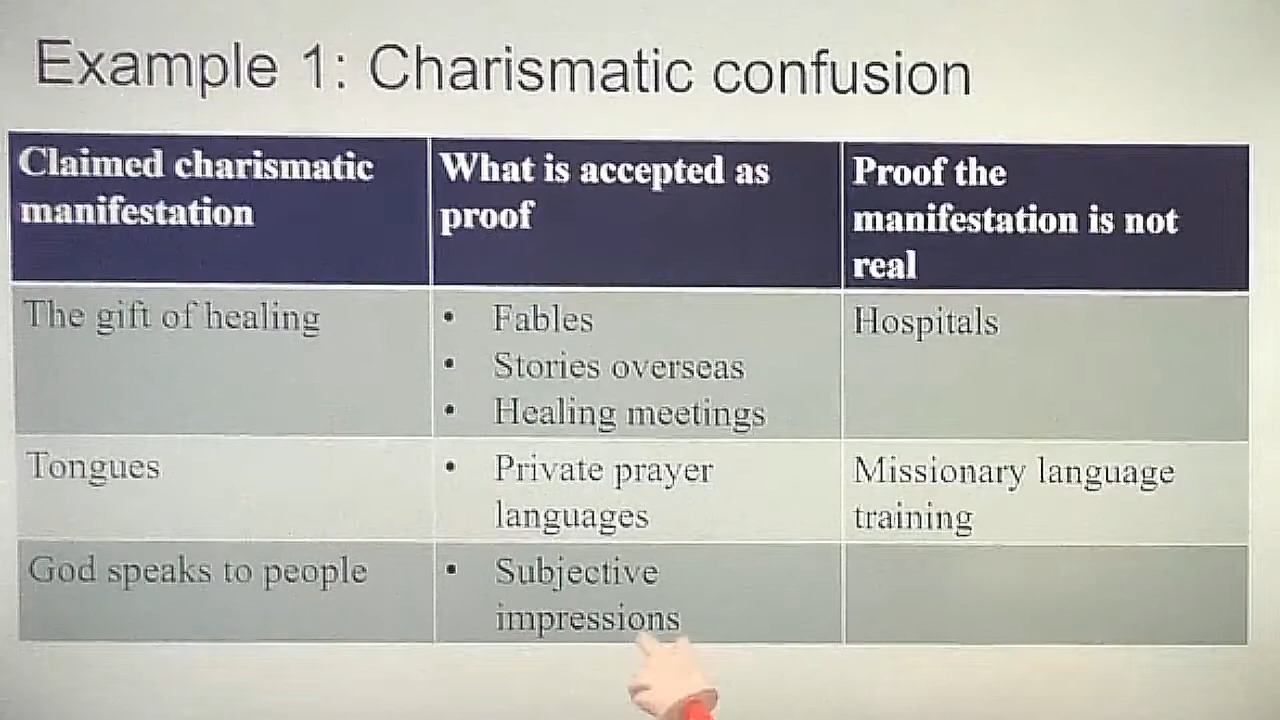 Example 1: Charismatic confusion
Claimed charismatic
manifestation
What is accepted as
proof
Proof the
manifestation is not
real
The gift of healing
• Fables
• Stories overseas
• Healing meetings
Hospitals
Tongues
• Private prayer
languages
Missionary language
training
God speaks to people
• Subjective
impressions